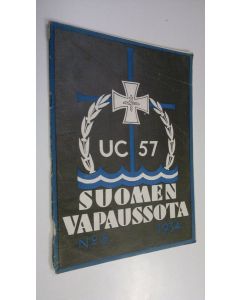 UC 57
SUOMEN
VAPAUSSOTA
1934